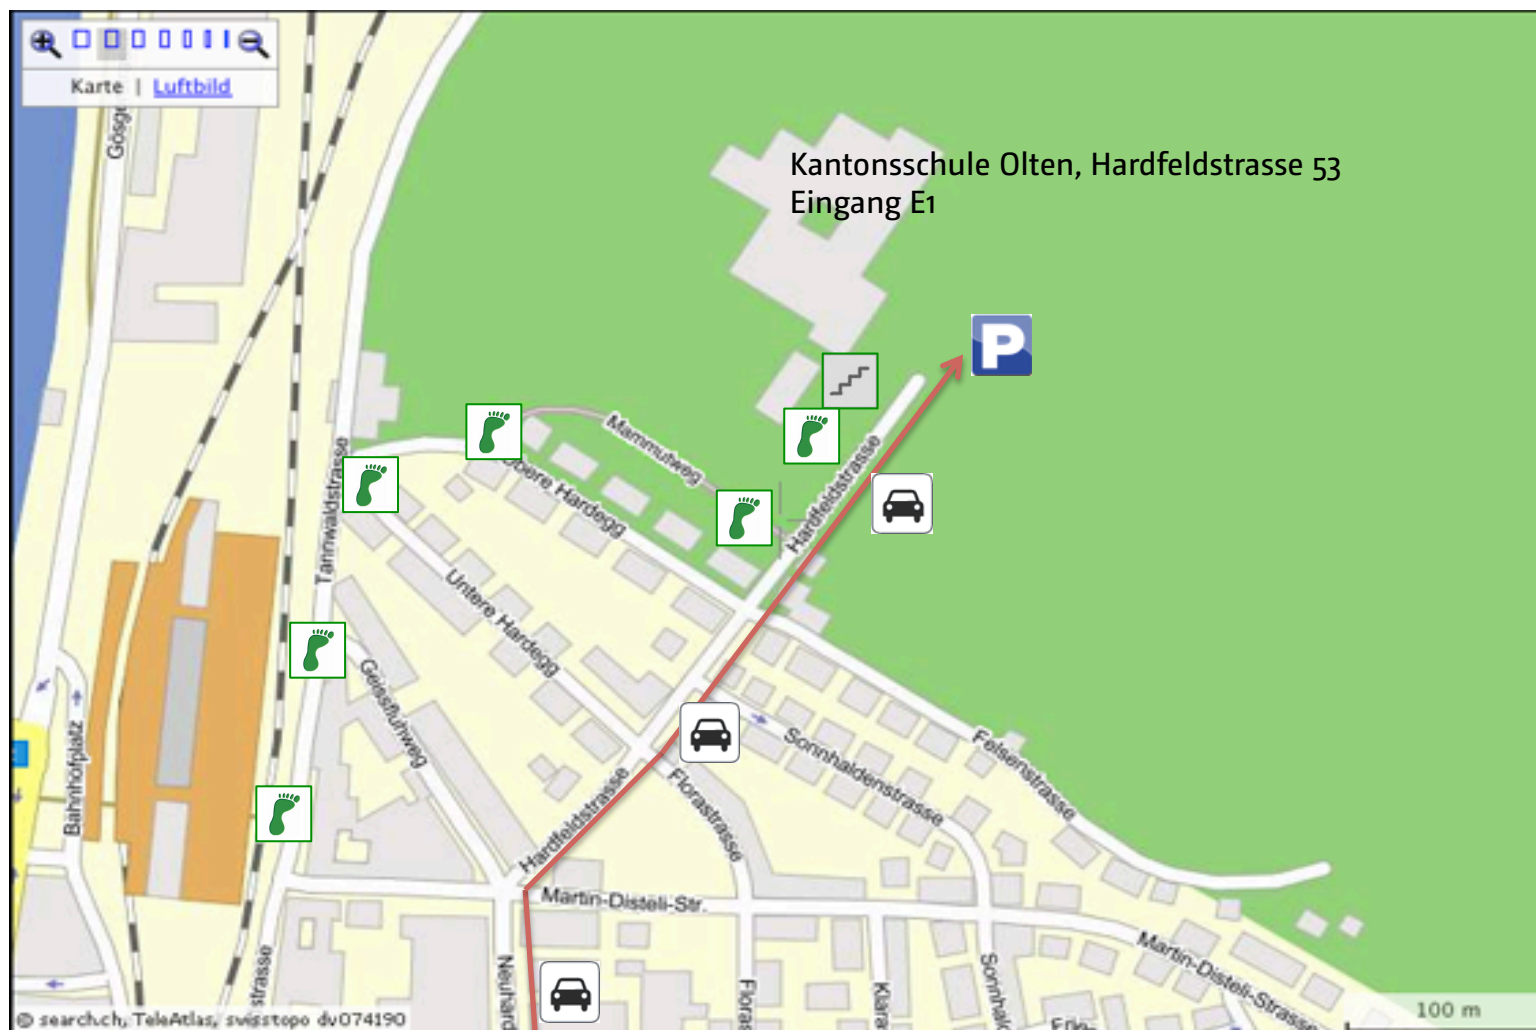 Karte | Luftbild
Gösge
Kantonsschule Olten, Hardfeldstrasse 53
Eingang E1
P
Mammutweg
Obere Hardegg
Hardfeldstrasse
Tannwaldstrasse
Untere Hardegg
Geissfluhweg
Bahnhofplatz
Sonnhaldenstrasse
Felsenstrasse
Florastrasse
Hardfeldstrasse
Martin-Disteli-Str.
Martin-Disteli-Strasse
strasse
Neuhard
Floras
Klara
Sonnhal
100 m
© search.ch, TeleAtlas, swisstopo dv074190